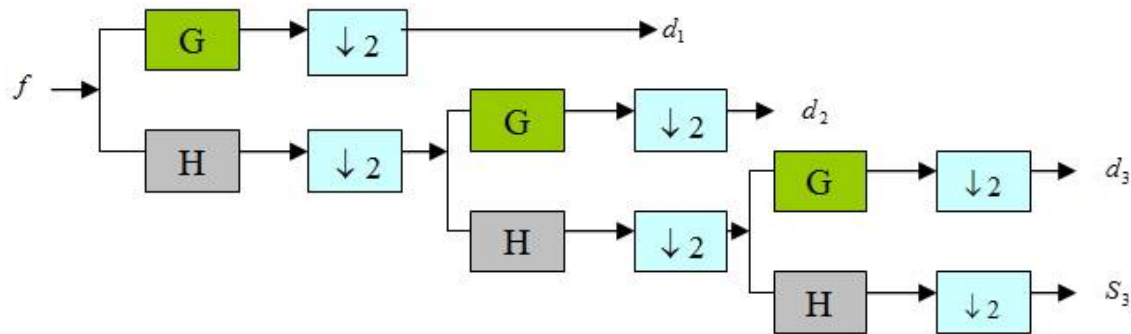 G ↓2 d₁
f
H ↓2 G ↓2 d₂
H ↓2 G ↓2 d₃
H ↓2 S₃